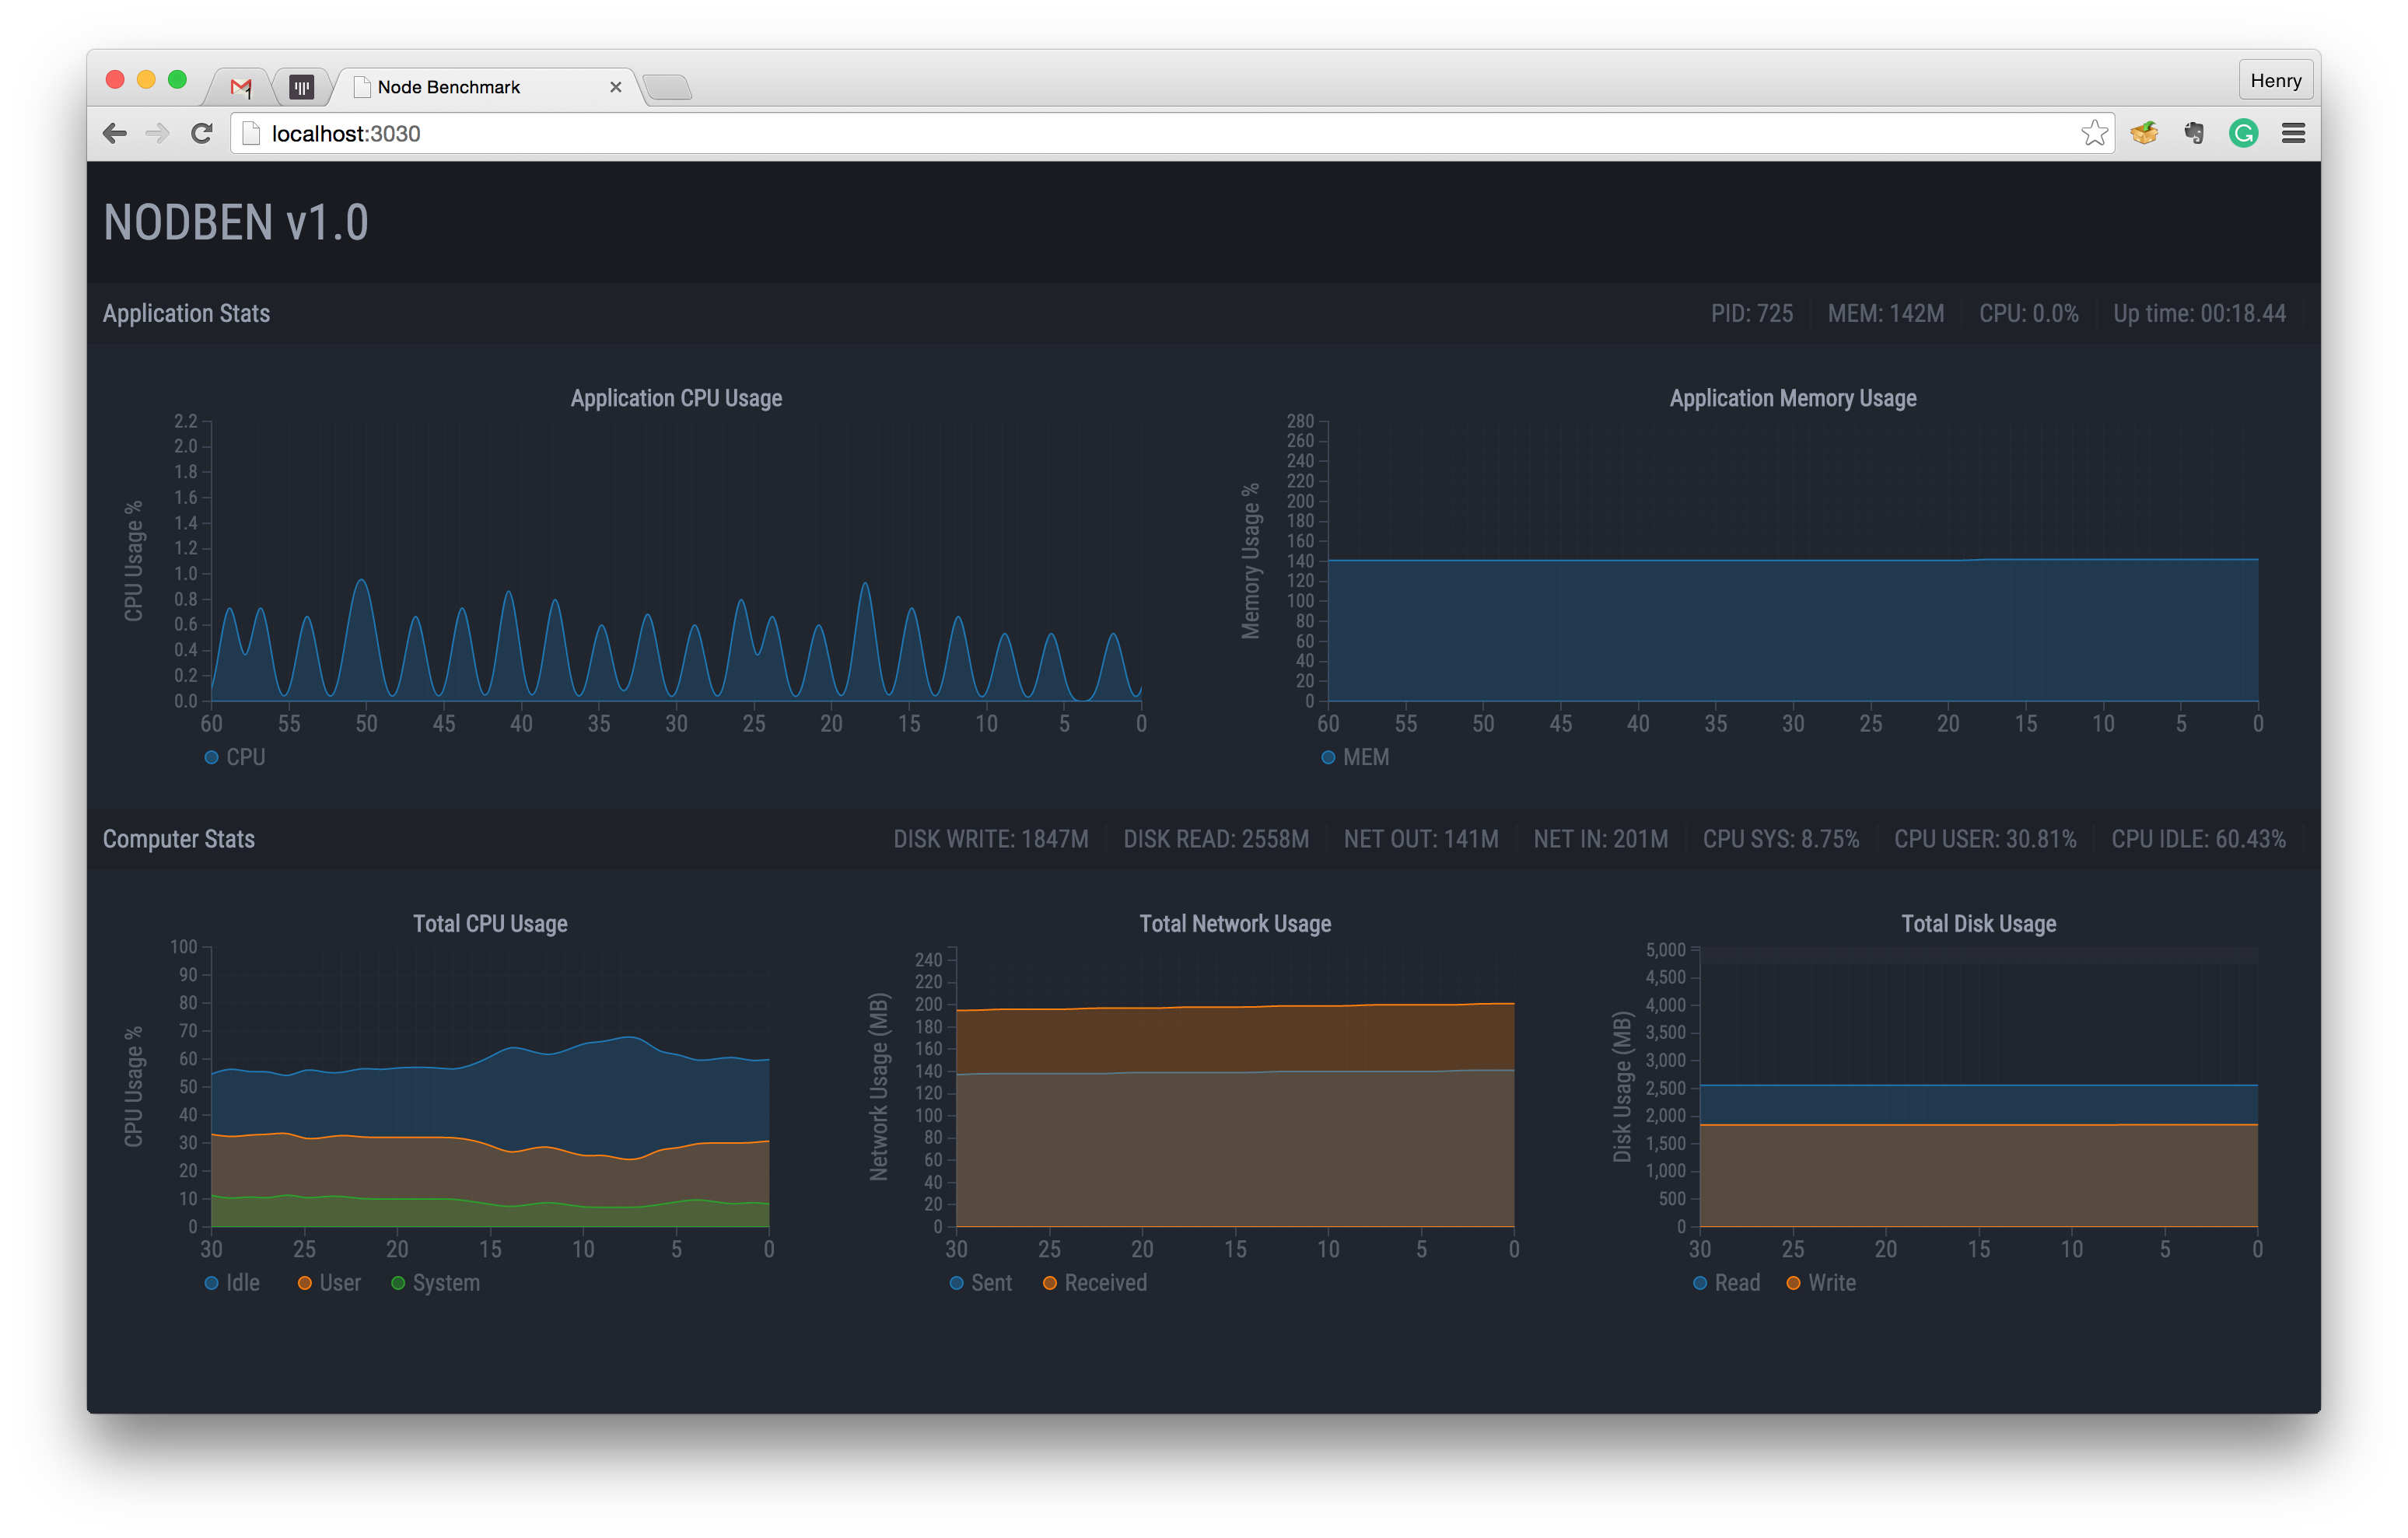 Node Benchmark
Henry
localhost:3030
NODBEN v1.0
Application Stats
PID: 725 MEM: 142M CPU: 0.0% Up time: 00:18.44
Application CPU Usage
CPU Usage %
2.2
2.0
1.8
1.6
1.4
1.2
1.0
0.8
0.6
0.4
0.2
0.0
60 55 50 45 40 35 30 25 20 15 10 5 0
CPU
Application Memory Usage
Memory Usage %
280
260
240
220
200
180
160
140
120
100
80
60
40
20
0
60 55 50 45 40 35 30 25 20 15 10 5 0
MEM
Computer Stats
DISK WRITE: 1847M DISK READ: 2558M NET OUT: 141M NET IN: 201M CPU SYS: 8.75% CPU USER: 30.81% CPU IDLE: 60.43%
Total CPU Usage
CPU Usage %
100
90
80
70
60
50
40
30
20
10
0
30 25 20 15 10 5 0
Idle User System
Total Network Usage
Network Usage (MB)
240
220
200
180
160
140
120
100
80
60
40
20
0
30 25 20 15 10 5 0
Sent Received
Total Disk Usage
Disk Usage (MB)
5,000
4,500
4,000
3,500
3,000
2,500
2,000
1,500
1,000
500
0
30 25 20 15 10 5 0
Read Write